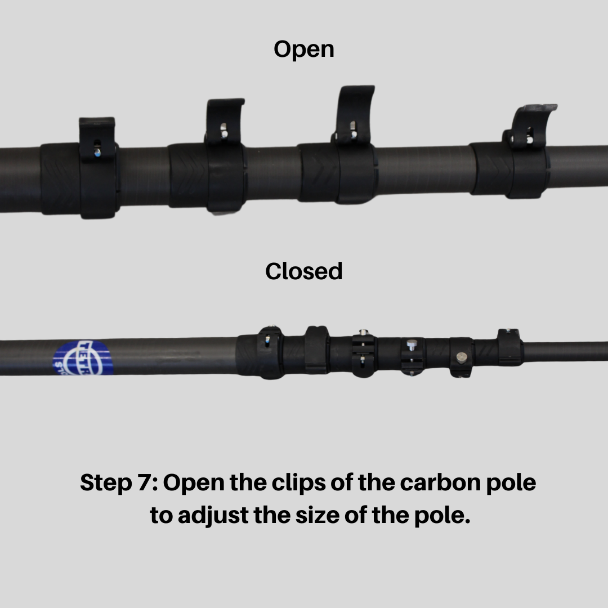 Open
Closed
Step 7: Open the clips of the carbon pole
to adjust the size of the pole.